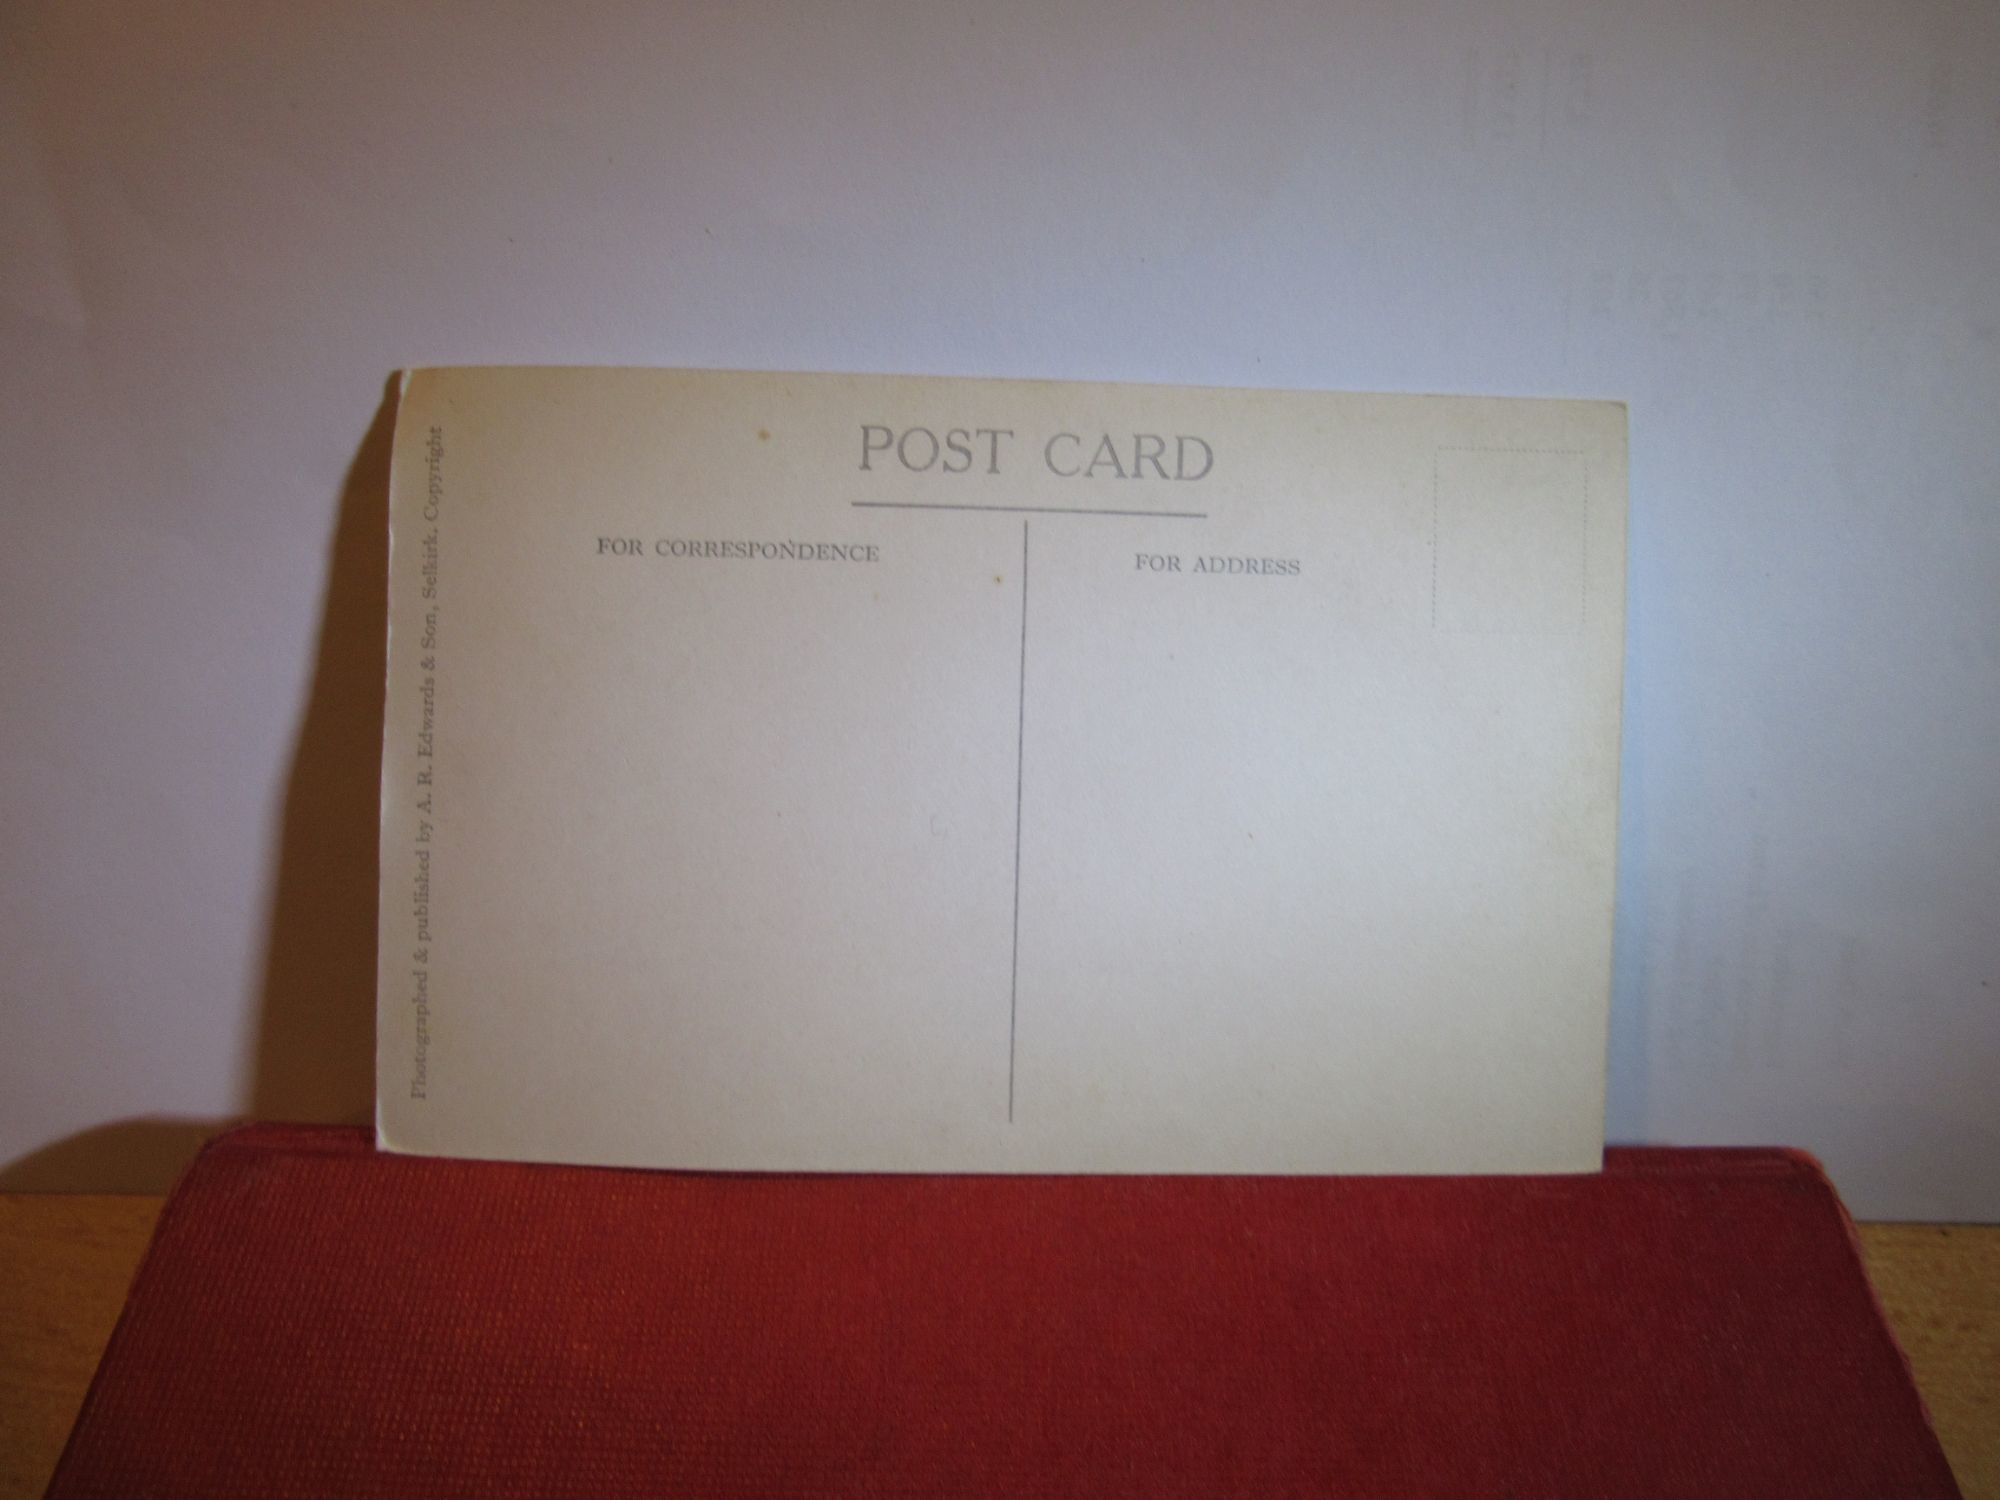 POST CARD
FOR CORRESPONDENCE
FOR ADDRESS
Photographed & published by A. R. Edwards & Son, Selkirk. Copyright